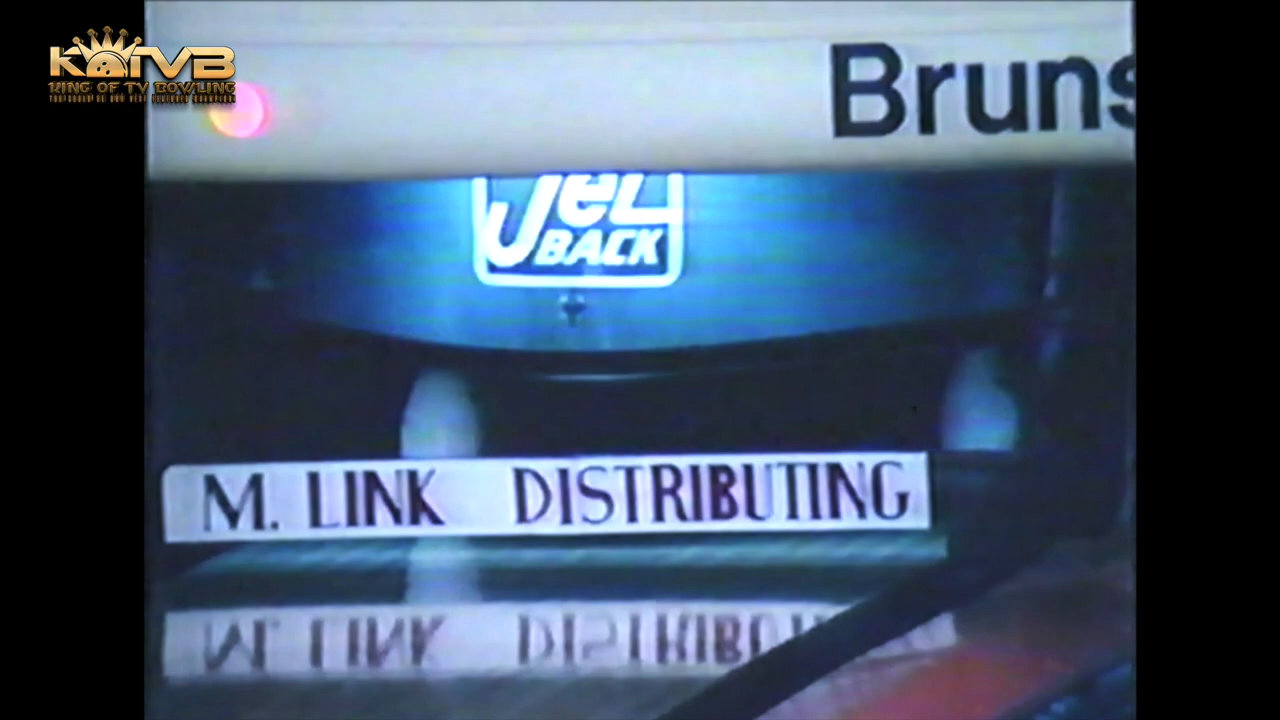 KOTVB
KING OF TV BOWLING
Bruns
Jet
BACK
M. LINK DISTRIBUTING